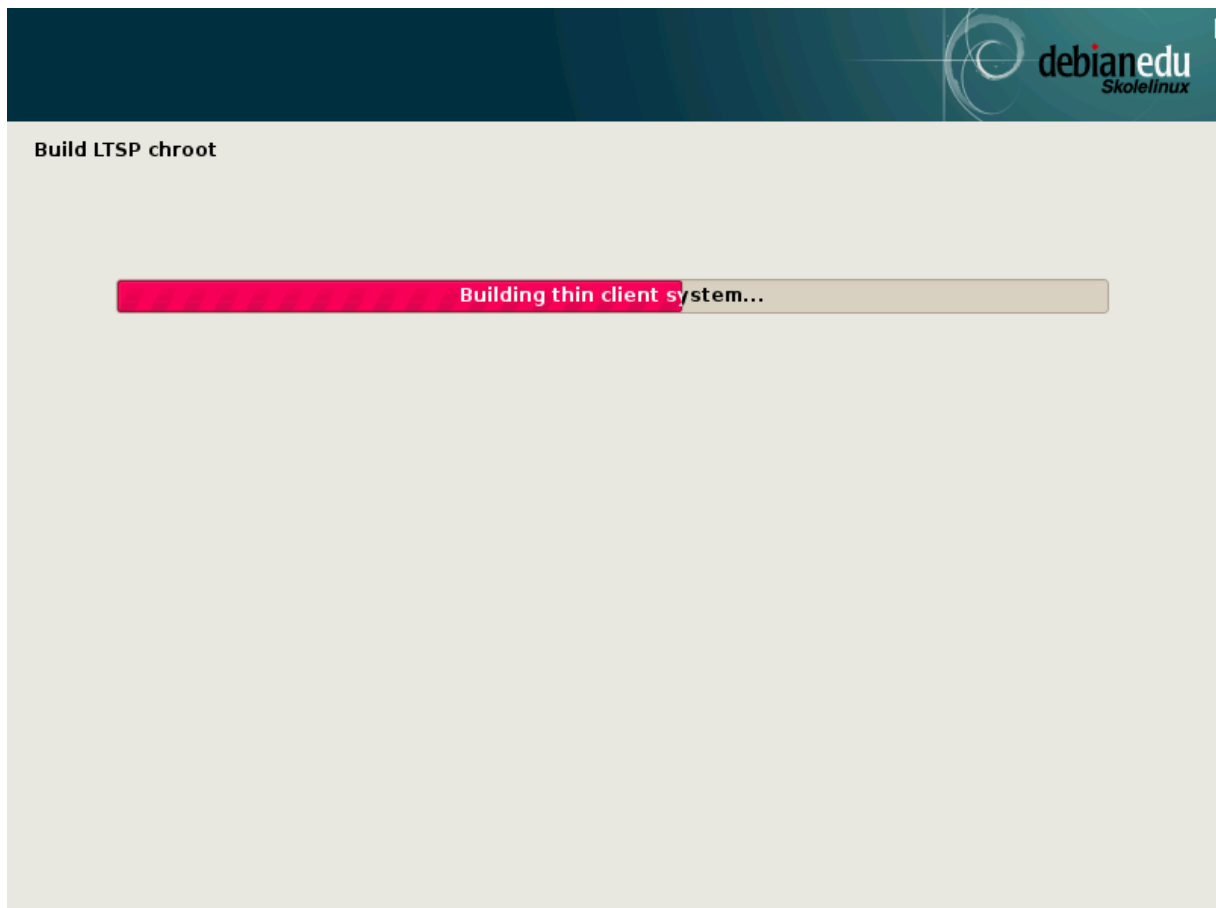 debianedu
Skolelinux
Build LTSP chroot
Building thin client system...